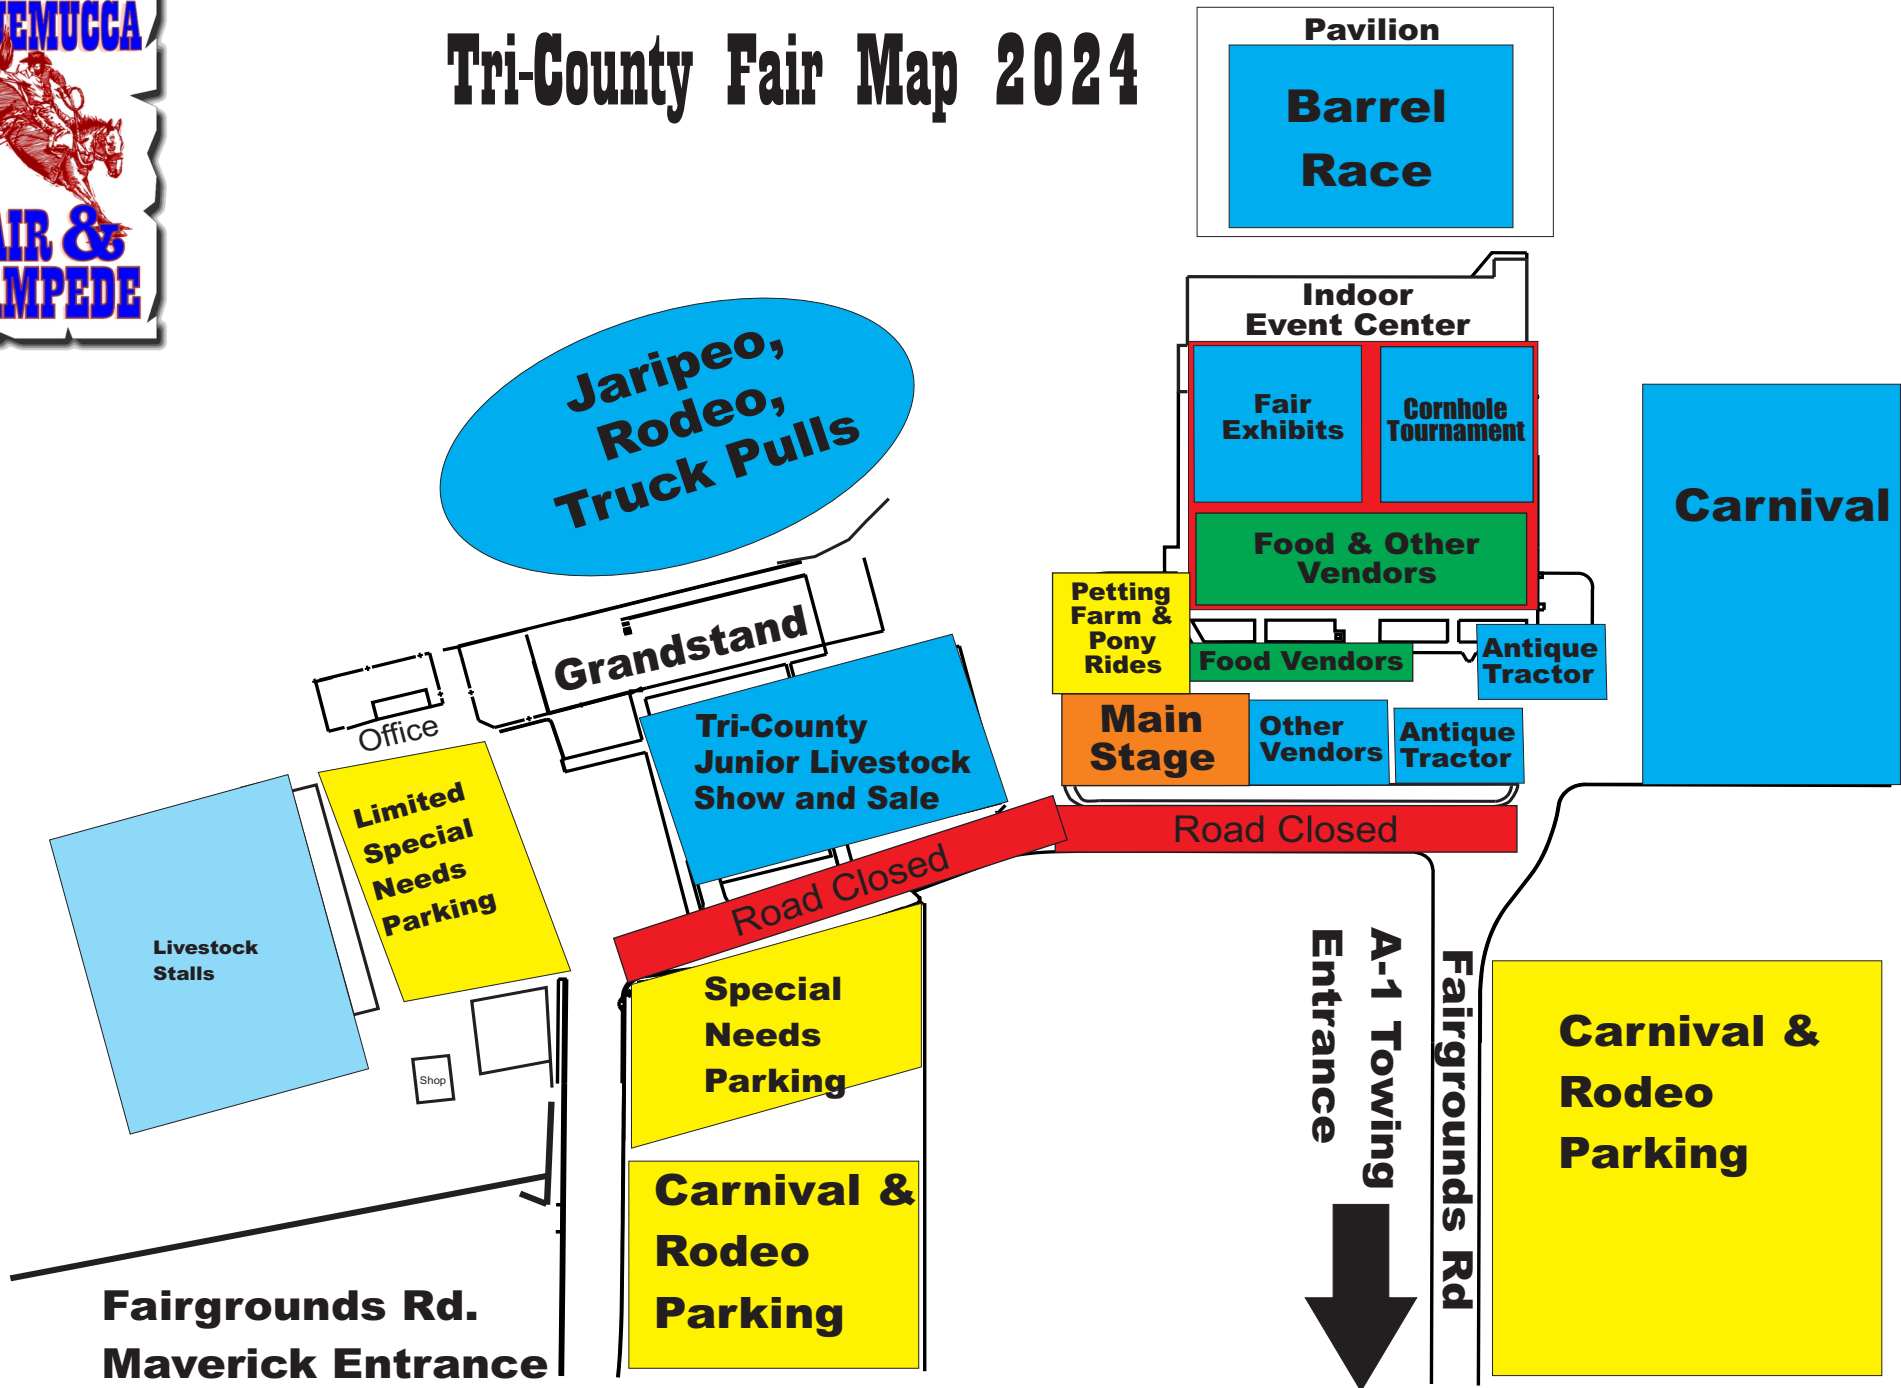 EMUCCA
AIR &
MPEDE
Tri-County Fair Map 2024
Pavilion
Barrel
Race
Indoor
Event Center
Fair
Exhibits
Cornhole
Tournament
Food & Other
Vendors
Carnival
Jaripeo,
Rodeo,
Truck Pulls
Grandstand
Office
Petting
Farm &
Pony
Rides
Food Vendors
Antique
Tractor
Main
Stage
Other
Vendors
Antique
Tractor
Tri-County
Junior Livestock
Show and Sale
Road Closed
Road Closed
Limited
Special
Needs
Parking
Livestock
Stalls
Shop
Special
Needs
Parking
Carnival &
Rodeo
Parking
A-1 Towing
Entrance
Fairgrounds Rd
Carnival &
Rodeo
Parking
Fairgrounds Rd.
Maverick Entrance